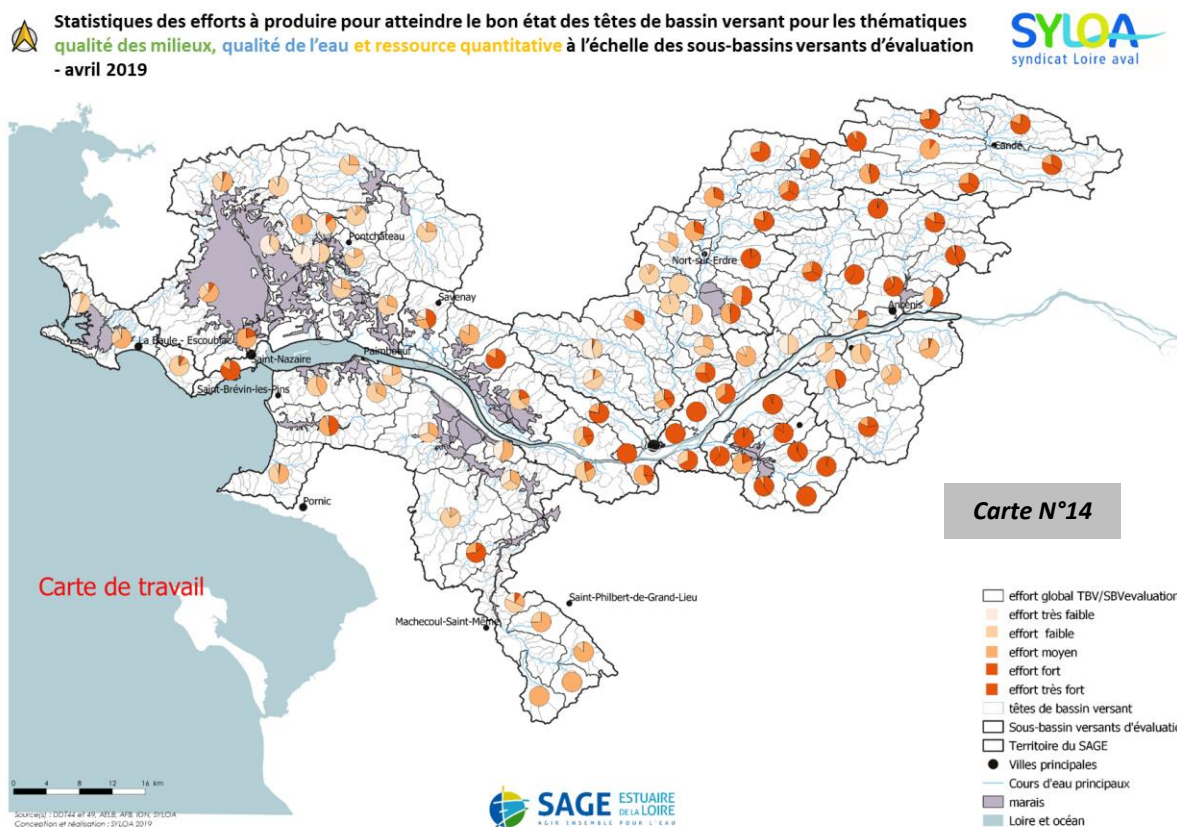 Statistiques des efforts à produire pour atteindre le bon état des têtes de bassin versant pour les thématiques
qualité des milieux, qualité de l'eau et ressource quantitative à l'échelle des sous-bassins versants d'évaluation
- avril 2019
SYLOA
syndicat Loire aval
Candé
Pontchâteau
Nort-sur-Erdre
Savenay
Ancenis
La Baule - Escoublac
Saint-Nazaire
Paimboeuf
Saint-Brévin-les-Pins
Pornic
Carte N°14
Carte de travail
Saint-Philbert-de-Grand-Lieu
Machecoul-Saint-Même
effort global TBV/SBVevaluation
effort très faible
effort faible
effort moyen
effort fort
effort très fort
têtes de bassin versant
Sous-bassin versants d'évaluatio
Territoire du SAGE
Villes principales
Cours d'eau principaux
marais
Loire et océan
0 4 8 12 16 km
Source(s) : DDT44 et 49, AELB, AFB, IGN, SYLOA
Conception et réalisation : SYLOA 2019
SAGE ESTUAIRE
DE LA LOIRE
AGIR ENSEMBLE POUR L'EAU